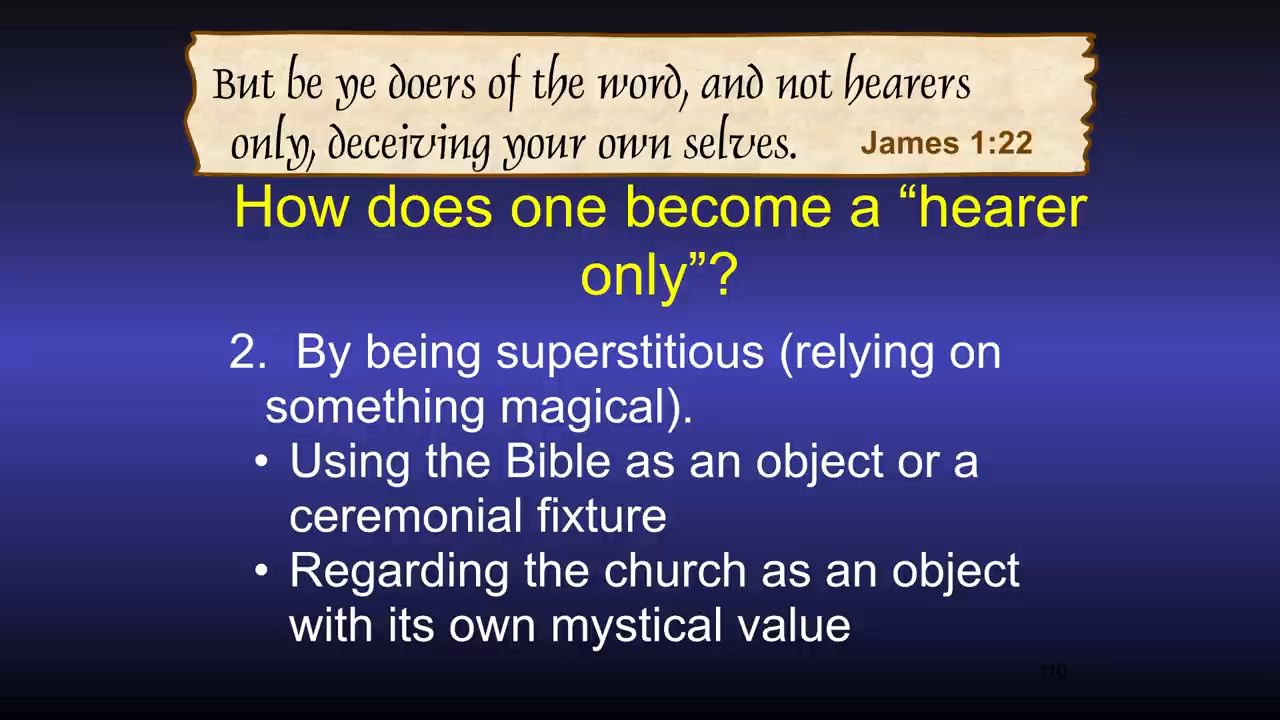 But be ye doers of the word, and not hearers
only, deceiving your own selves. James 1:22
How does one become a “hearer
only”?
2. By being superstitious (relying on
something magical).
• Using the Bible as an object or a
ceremonial fixture
• Regarding the church as an object
with its own mystical value
110